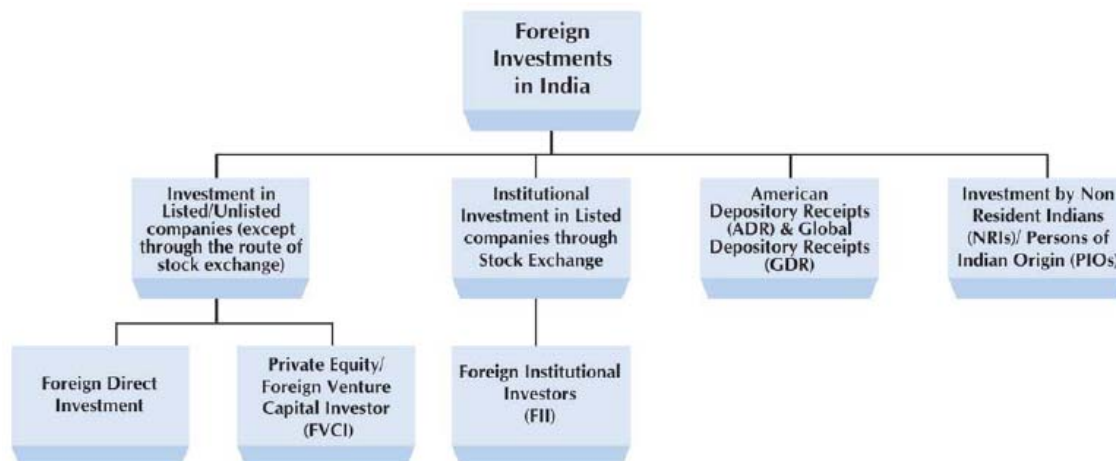 Foreign
Investments
in India
Investment in
Listed/Unlisted
companies (except
through the route of
stock exchange)
Institutional
Investment in Listed
companies through
Stock Exchange
American
Depository Receipts
(ADR) & Global
Depository Receipts
(GDR)
Investment by Non
Resident Indians
(NRIs)/ Persons of
Indian Origin (PIOs)
Foreign Direct
Investment
Private Equity/
Foreign Venture
Capital Investor
(FVCI)
Foreign Institutional
Investors
(FII)